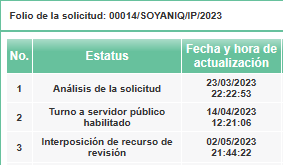 Folio de la solicitud: 00014/SOYANIQ/IP/2023
No. Estatus Fecha y hora de actualización
1 Análisis de la solicitud 23/03/2023 22:22:53
2 Turno a servidor público habilitado 14/04/2023 12:21:06
3 Interposición de recurso de revisión 02/05/2023 21:44:22